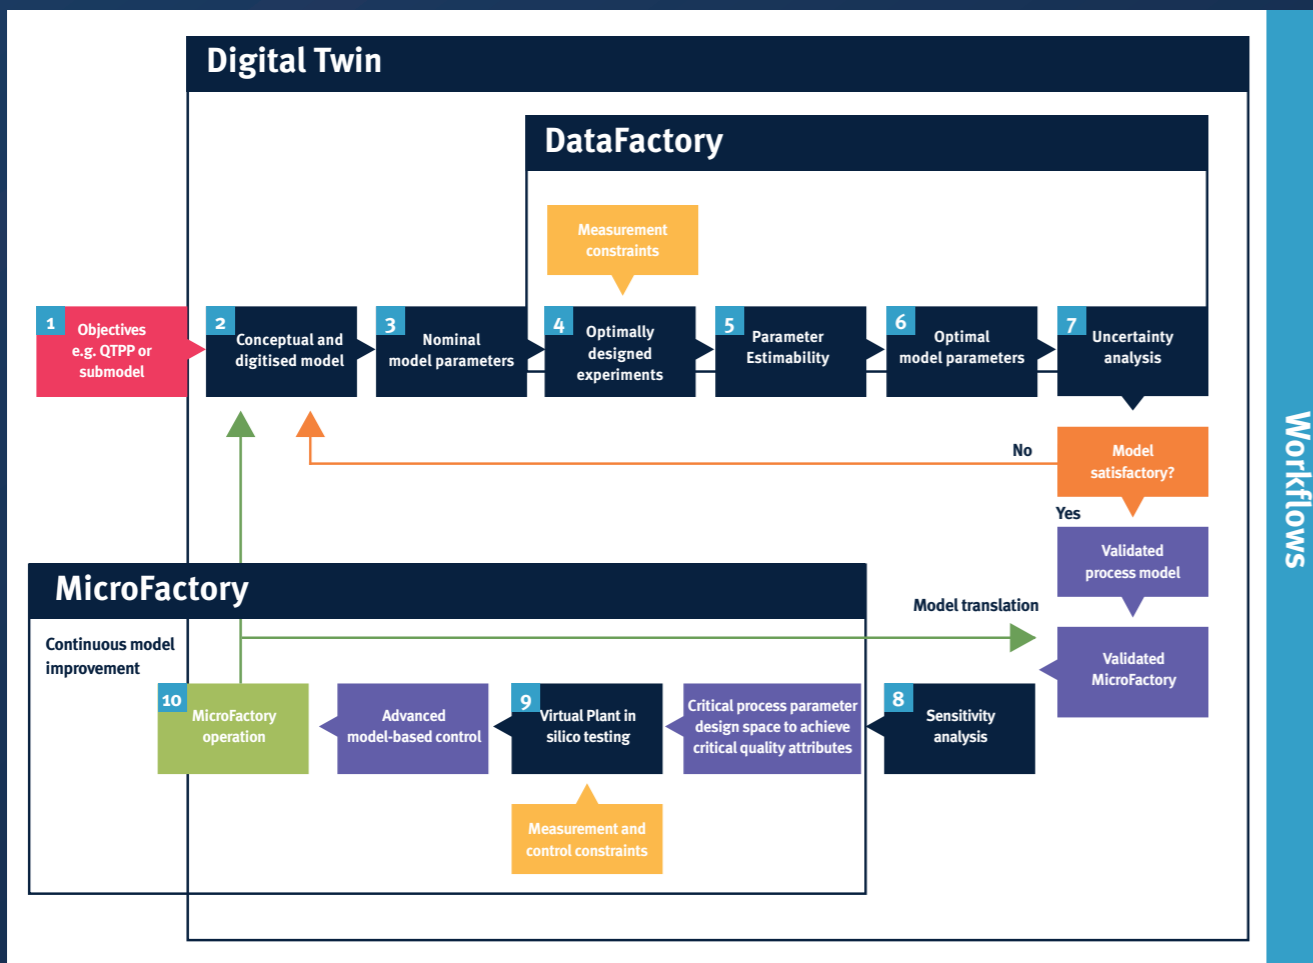 Digital Twin
DataFactory
Measurement
constraints
1
Objectives
e.g. QTPP or
submodel
2
Conceptual and
digitised model
3
Nominal
model parameters
4
Optimally
designed
experiments
5
Parameter
Estimability
6
Optimal
model parameters
7
Uncertainty
analysis
No
Model
satisfactory?
Yes
Validated
process model
MicroFactory
Model translation
Continuous model
improvement
Validated
MicroFactory
10
MicroFactory
operation
Advanced
model-based control
9
Virtual Plant in
silico testing
Critical process parameter
design space to achieve
critical quality attributes
8
Sensitivity
analysis
Measurement and
control constraints
Workflows